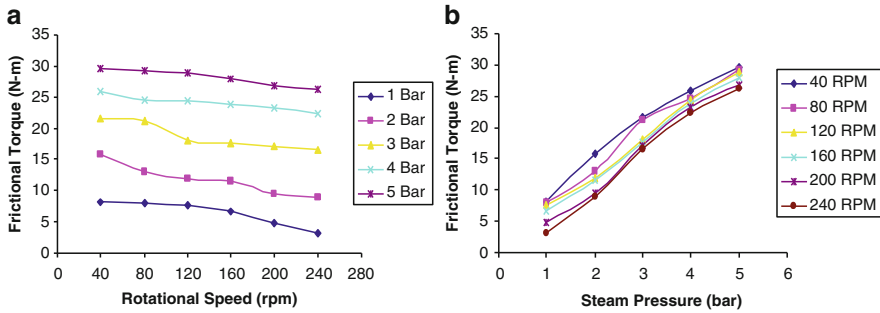 a
Frictional Torque (N-m)
35
30
25
20
15
10
5
0
0 40 80 120 160 200 240 280
Rotational Speed (rpm)
1 Bar
2 Bar
3 Bar
4 Bar
5 Bar
b
Frictional Torque (N-m)
35
30
25
20
15
10
5
0
0 1 2 3 4 5 6
Steam Pressure (bar)
40 RPM
80 RPM
120 RPM
160 RPM
200 RPM
240 RPM